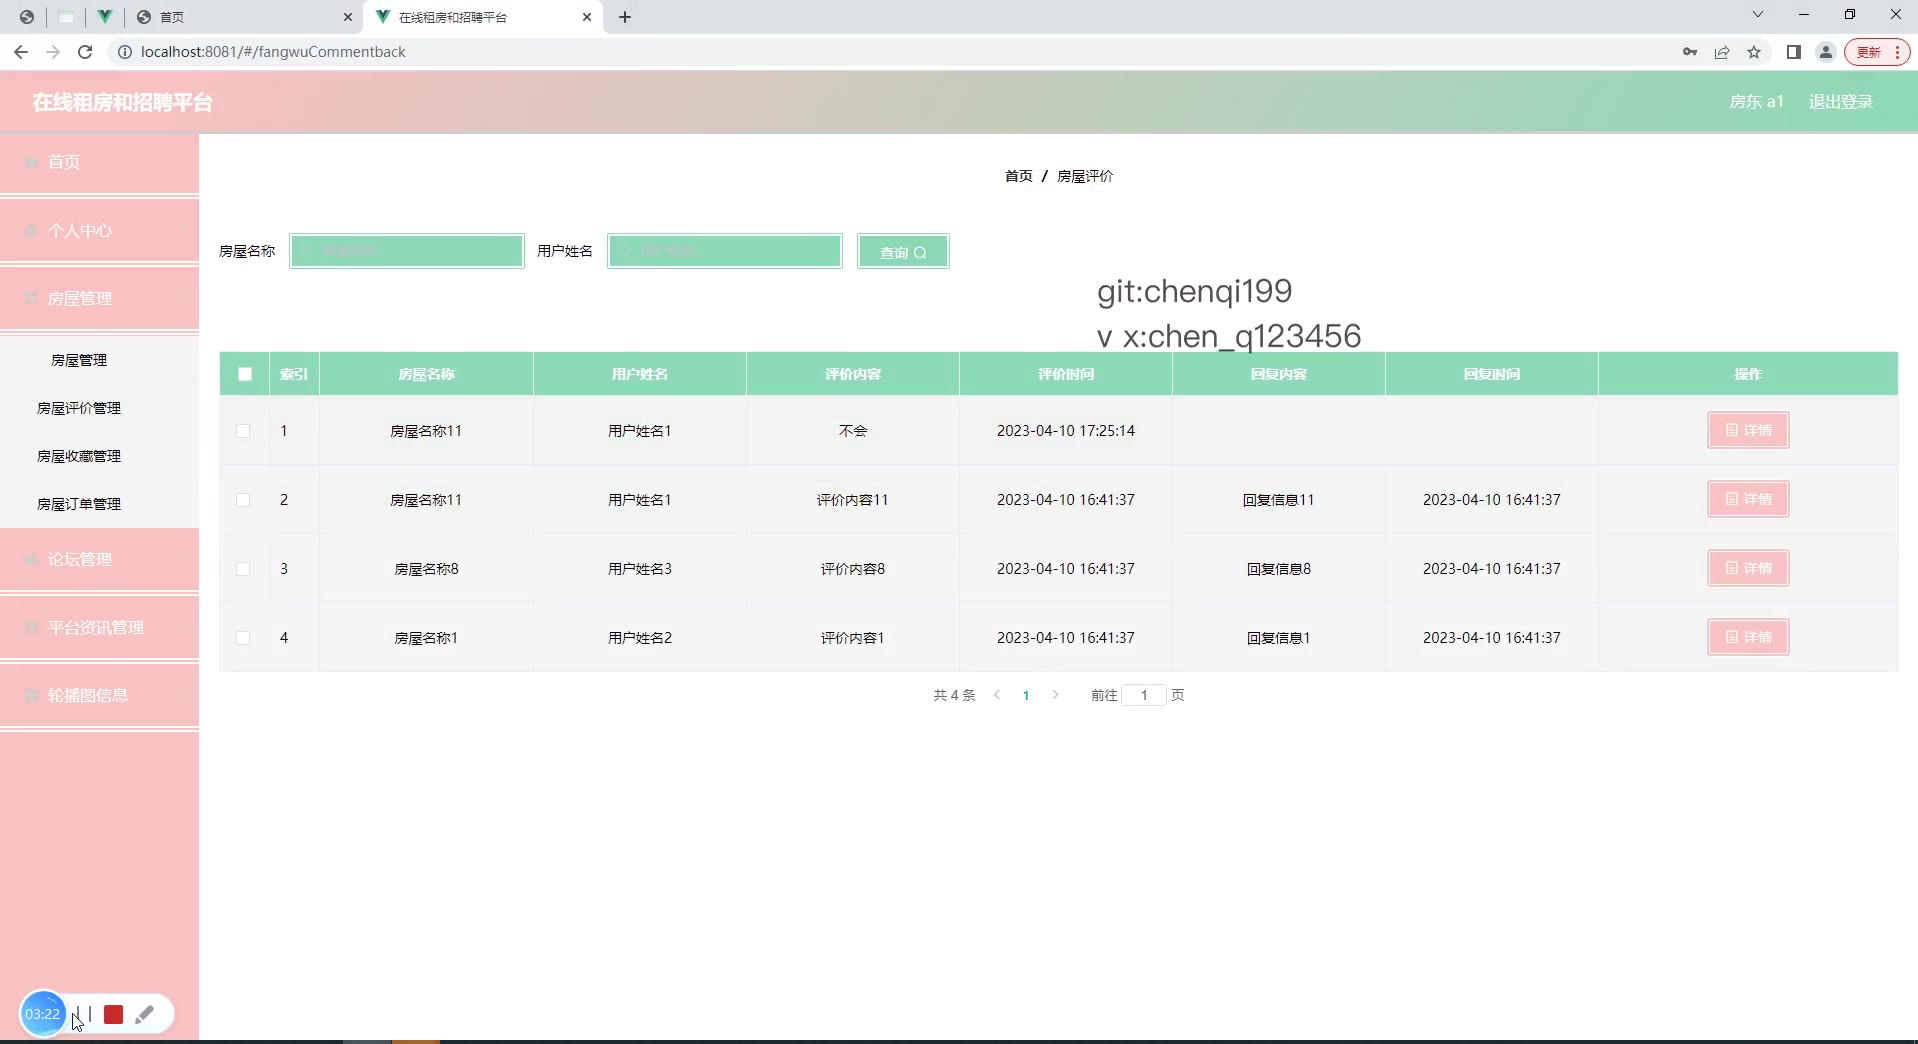 首页
在线租房和招聘平台
localhost:8081/#/fangwuCommentback
更新
在线租房和招聘平台
房东 a1
退出登录
首页
个人中心
房屋管理
房屋管理
房屋评价管理
房屋收藏管理
房屋订单管理
论坛管理
平台资讯管理
轮播图信息
首页 / 房屋评价
房屋名称 房屋名称 用户姓名 用户姓名 查询
git:chenqi199
v x:chen_q123456
索引 房屋名称 用户姓名 评价内容 评价时间 回复内容 回复时间 操作
1 房屋名称11 用户姓名1 不会 2023-04-10 17:25:14 详情
2 房屋名称11 用户姓名1 评价内容11 2023-04-10 16:41:37 回复信息11 2023-04-10 16:41:37 详情
3 房屋名称8 用户姓名3 评价内容8 2023-04-10 16:41:37 回复信息8 2023-04-10 16:41:37 详情
4 房屋名称1 用户姓名2 评价内容1 2023-04-10 16:41:37 回复信息1 2023-04-10 16:41:37 详情
共 4 条 1 前往 1 页
03:22